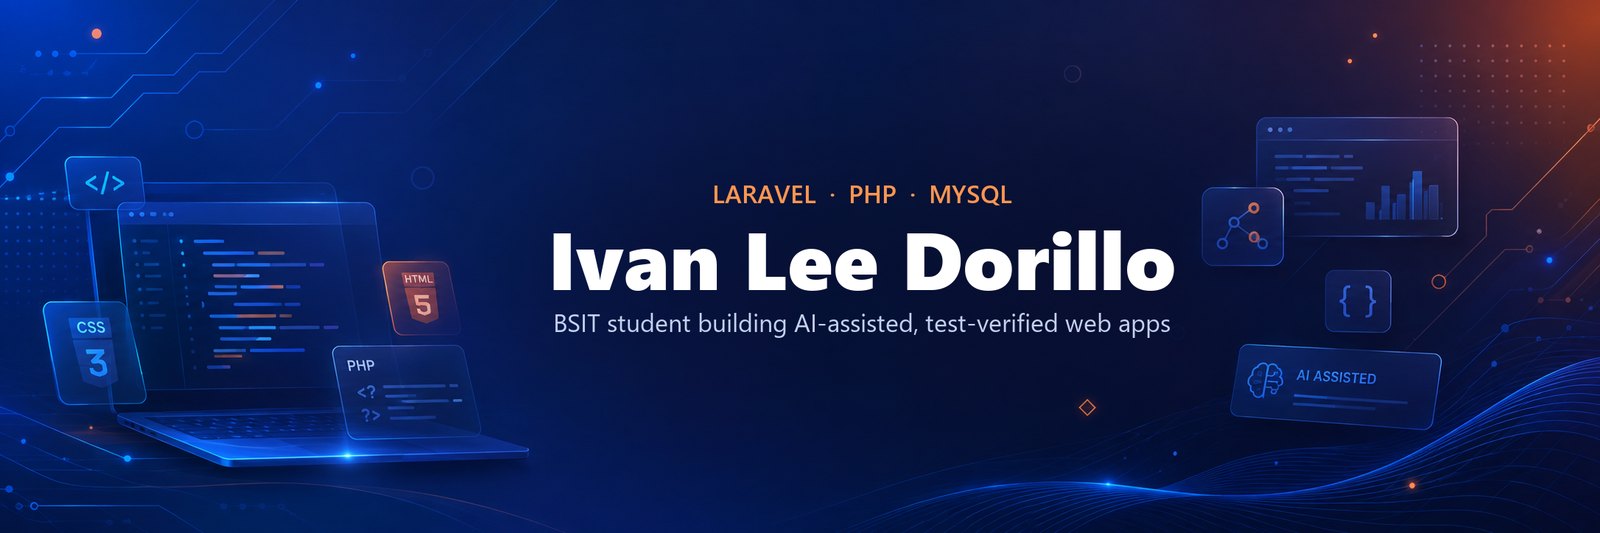 </>
CSS
3
HTML
5
PHP
<?
?>
LARAVEL · PHP · MYSQL
Ivan Lee Dorillo
BSIT student building AI-assisted, test-verified web apps
{ }
AI ASSISTED